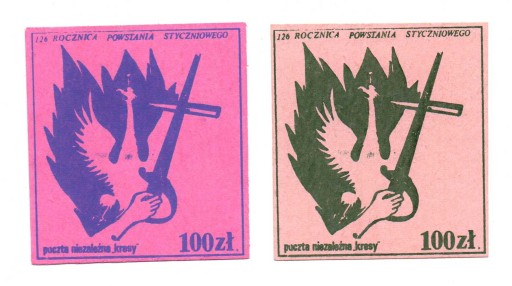 126 ROCZNICA POWSTANIA STYCZNIOWEGO
poczta niezależna „kresy”
100zł.
126 ROCZNICA POWSTANIA STYCZNIOWEGO
poczta niezależna „kresy”
100zł.